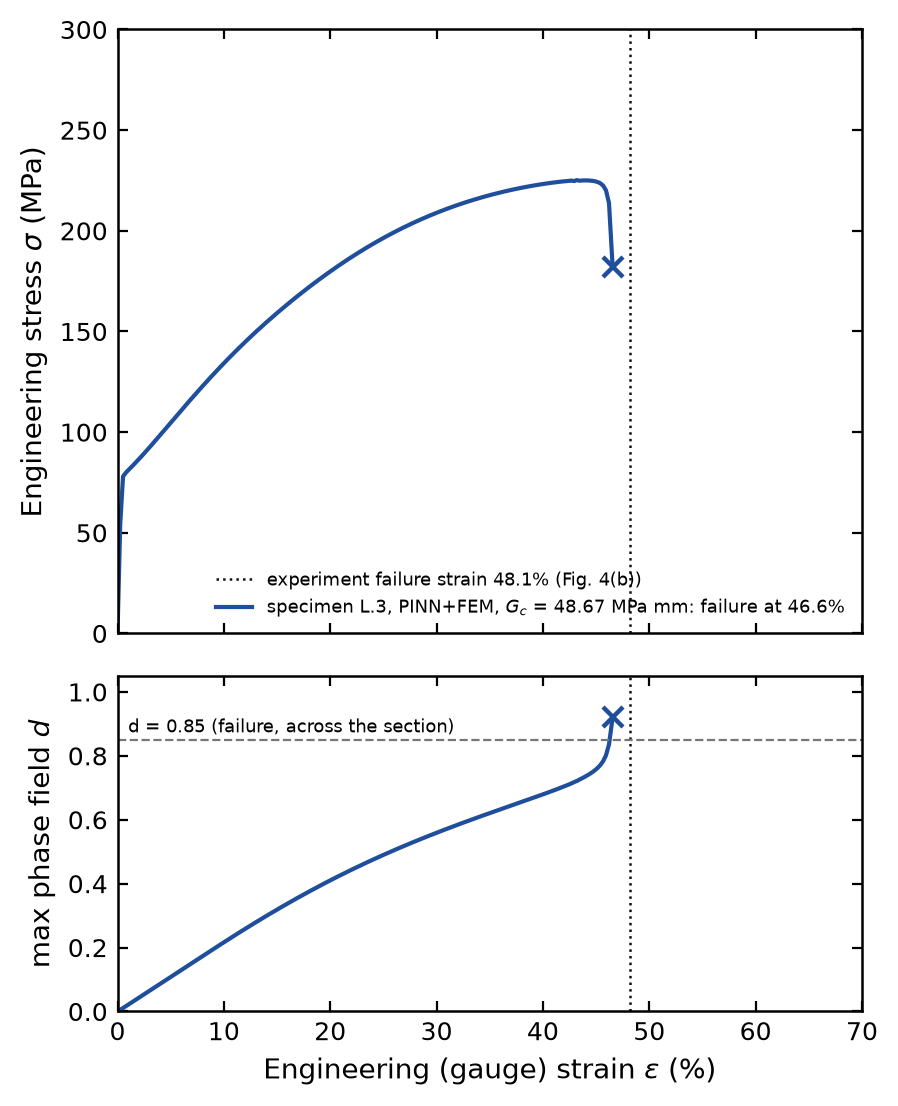 300
250
200
150
100
50
0
Engineering stress σ (MPa)
experiment failure strain 48.1% (Fig. 4(b))
specimen L.3, PINN+FEM, G_c = 48.67 MPa mm: failure at 46.6%
1.0
0.8
0.6
0.4
0.2
0.0
max phase field d
d = 0.85 (failure, across the section)
0 10 20 30 40 50 60 70
Engineering (gauge) strain ε (%)